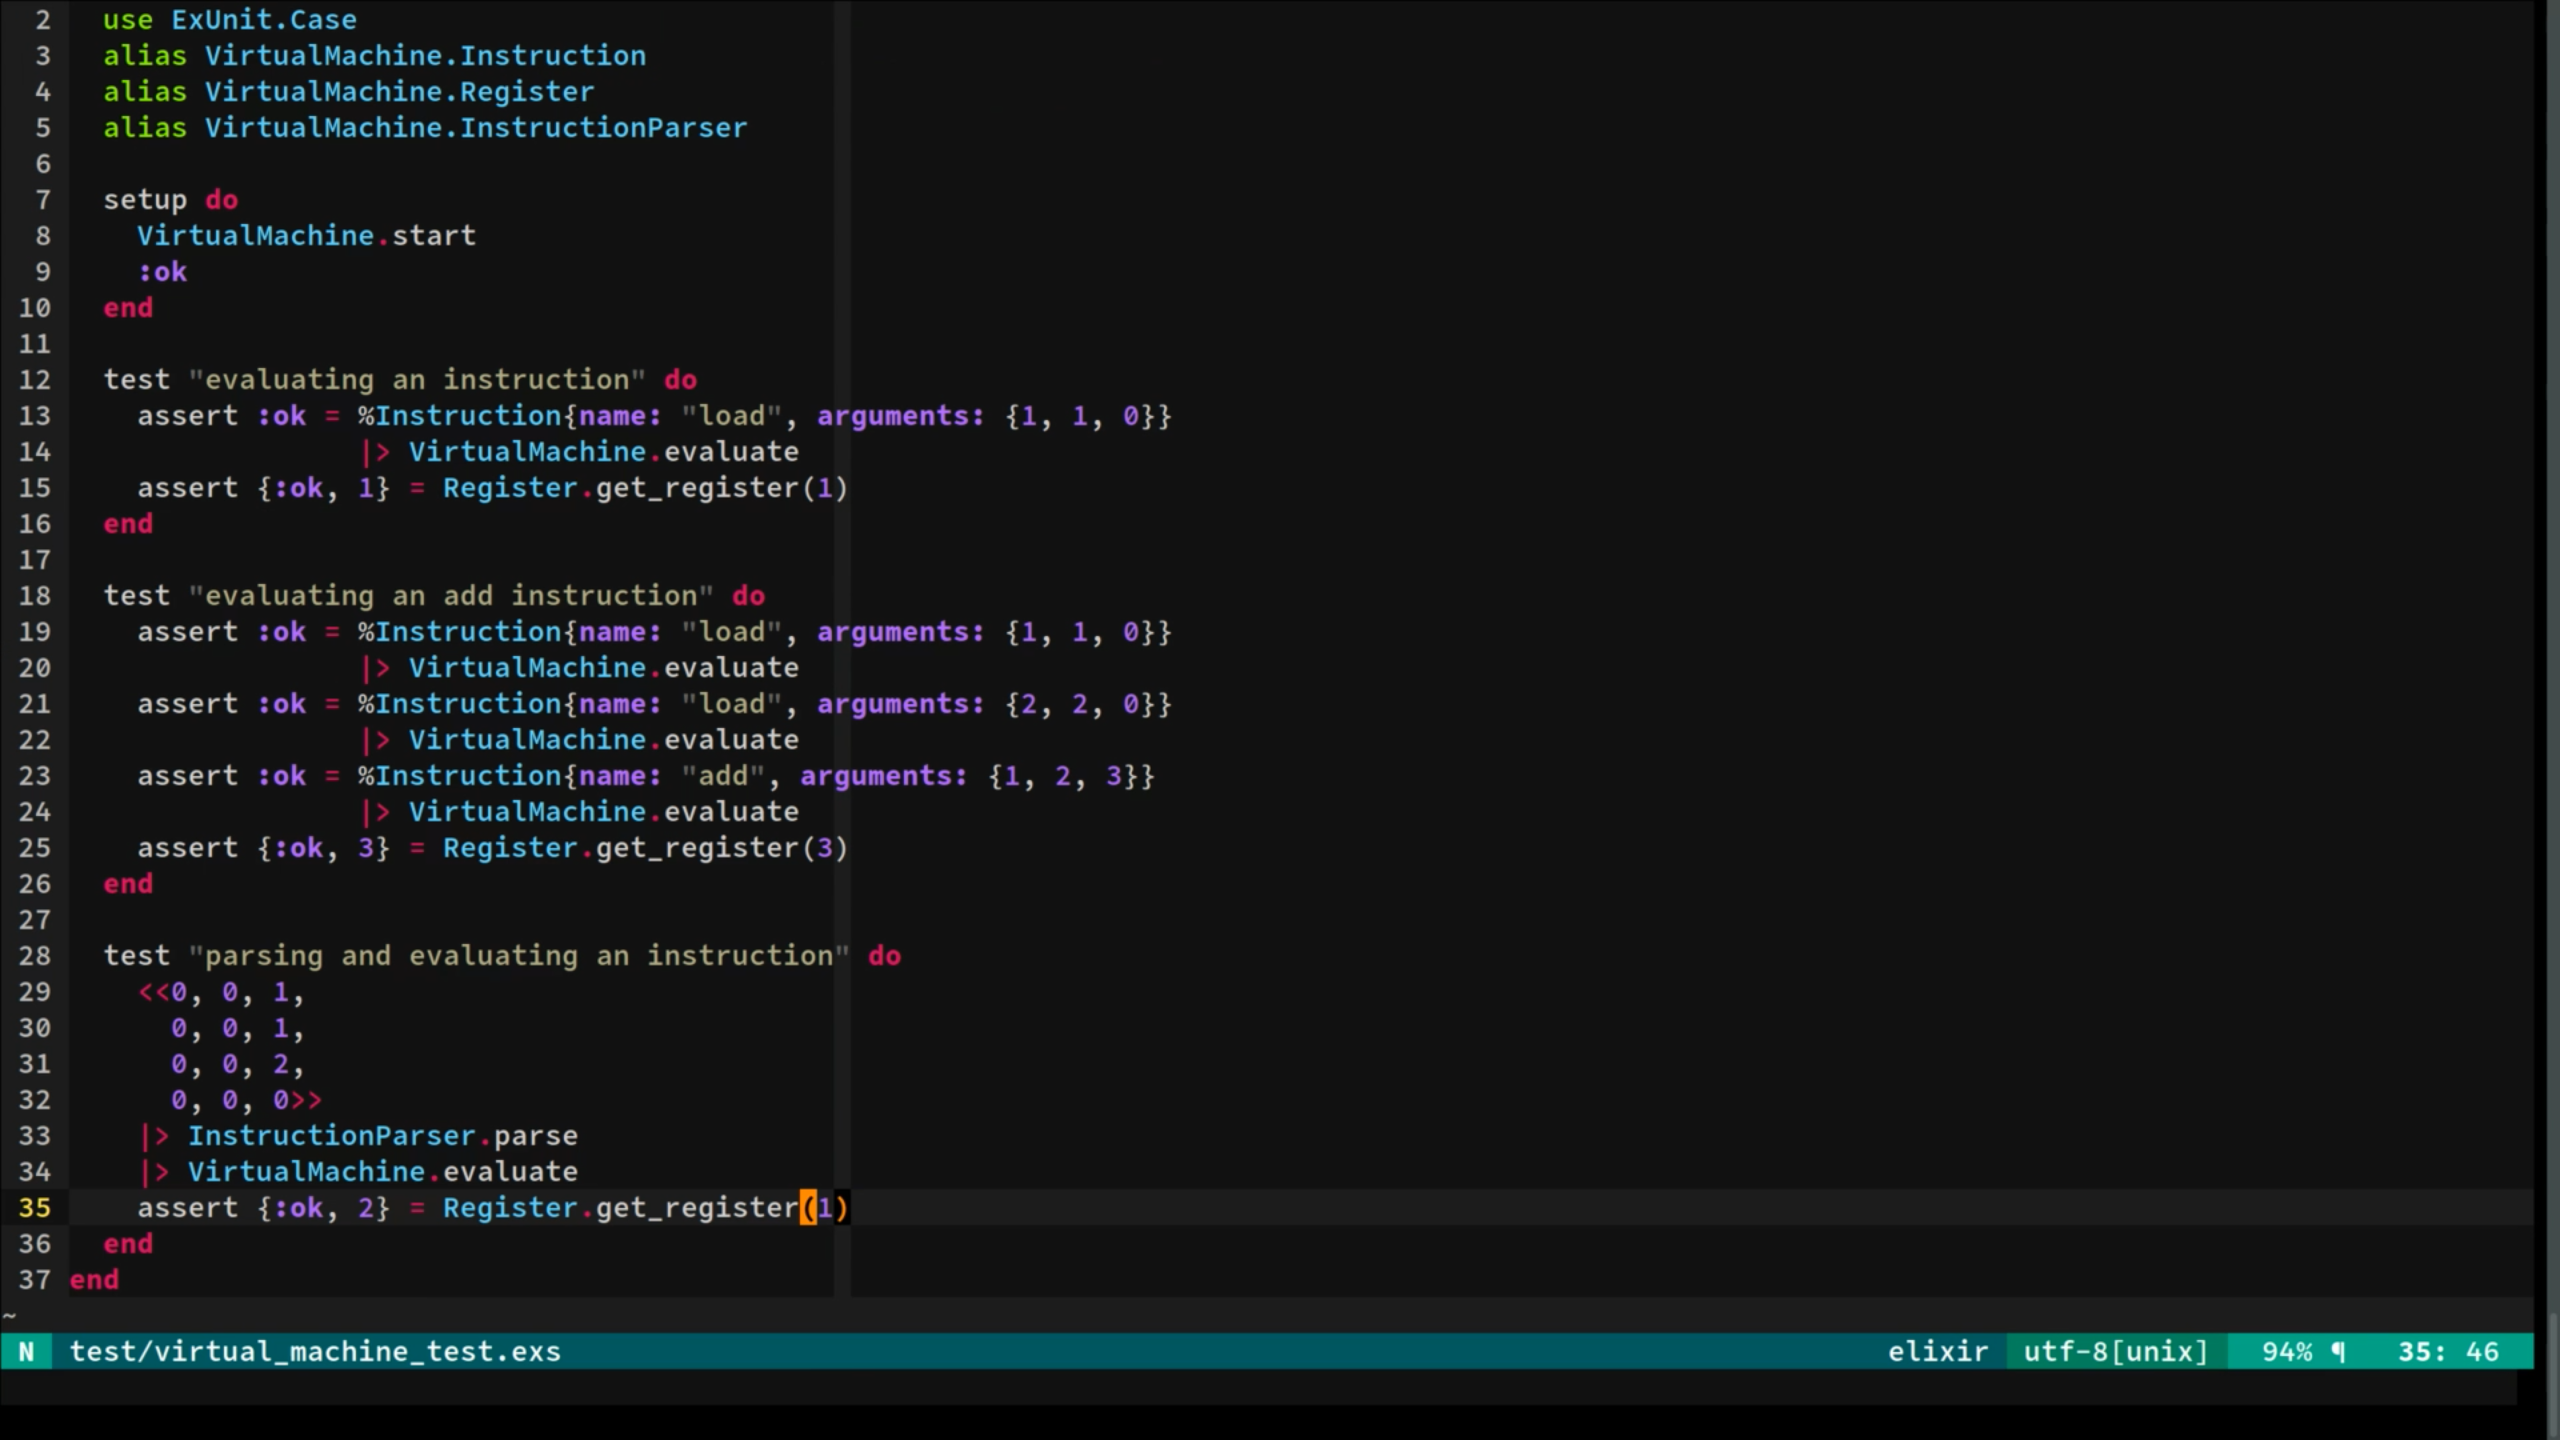 2   use ExUnit.Case
3   alias VirtualMachine.Instruction
4   alias VirtualMachine.Register
5   alias VirtualMachine.InstructionParser
6
7   setup do
8     VirtualMachine.start
9     :ok
10   end
11
12   test "evaluating an instruction" do
13     assert :ok = %Instruction{name: "load", arguments: {1, 1, 0}}
14                  |> VirtualMachine.evaluate
15     assert {:ok, 1} = Register.get_register(1)
16   end
17
18   test "evaluating an add instruction" do
19     assert :ok = %Instruction{name: "load", arguments: {1, 1, 0}}
20                  |> VirtualMachine.evaluate
21     assert :ok = %Instruction{name: "load", arguments: {2, 2, 0}}
22                  |> VirtualMachine.evaluate
23     assert :ok = %Instruction{name: "add", arguments: {1, 2, 3}}
24                  |> VirtualMachine.evaluate
25     assert {:ok, 3} = Register.get_register(3)
26   end
27
28   test "parsing and evaluating an instruction" do
29     <<0, 0, 1,
30       0, 0, 1,
31       0, 0, 2,
32       0, 0, 0>>
33     |> InstructionParser.parse
34     |> VirtualMachine.evaluate
35     assert {:ok, 2} = Register.get_register(1)
36   end
37 end
~
N test/virtual_machine_test.exs elixir utf-8[unix] 94% ¶ 35: 46